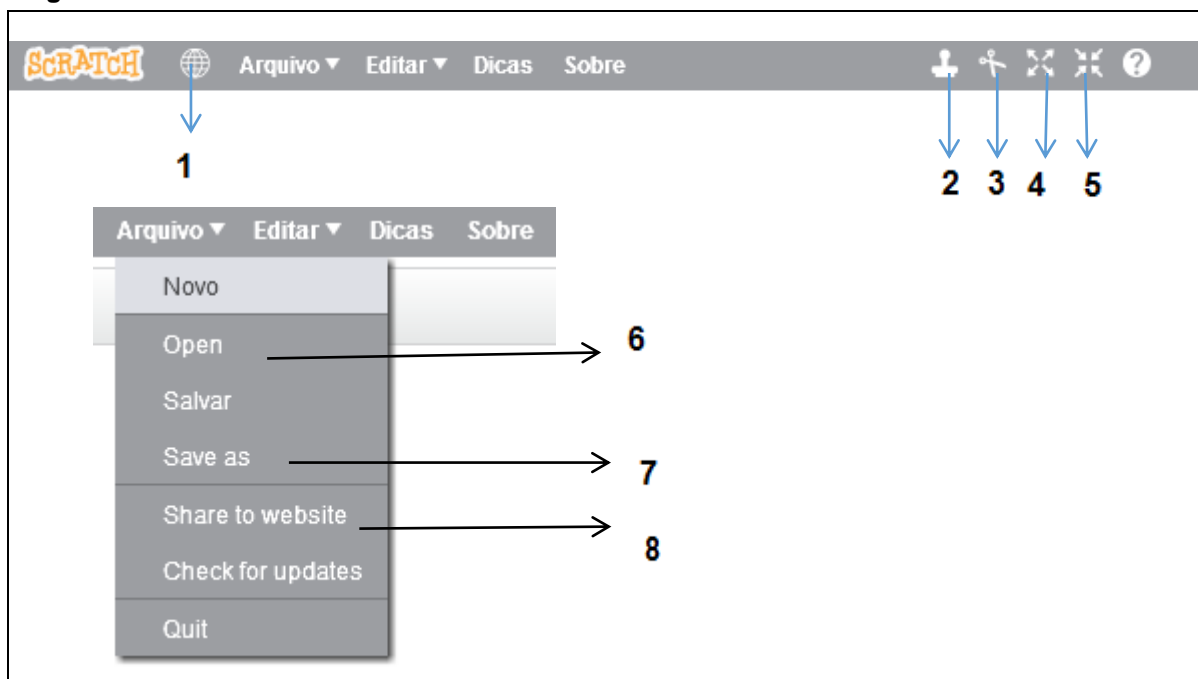 SCRATCH Arquivo Editar Dicas Sobre ?
1
2 3 4 5
Arquivo Editar Dicas Sobre
Novo
Open
6
Salvar
Save as
7
Share to website
8
Check for updates
Quit